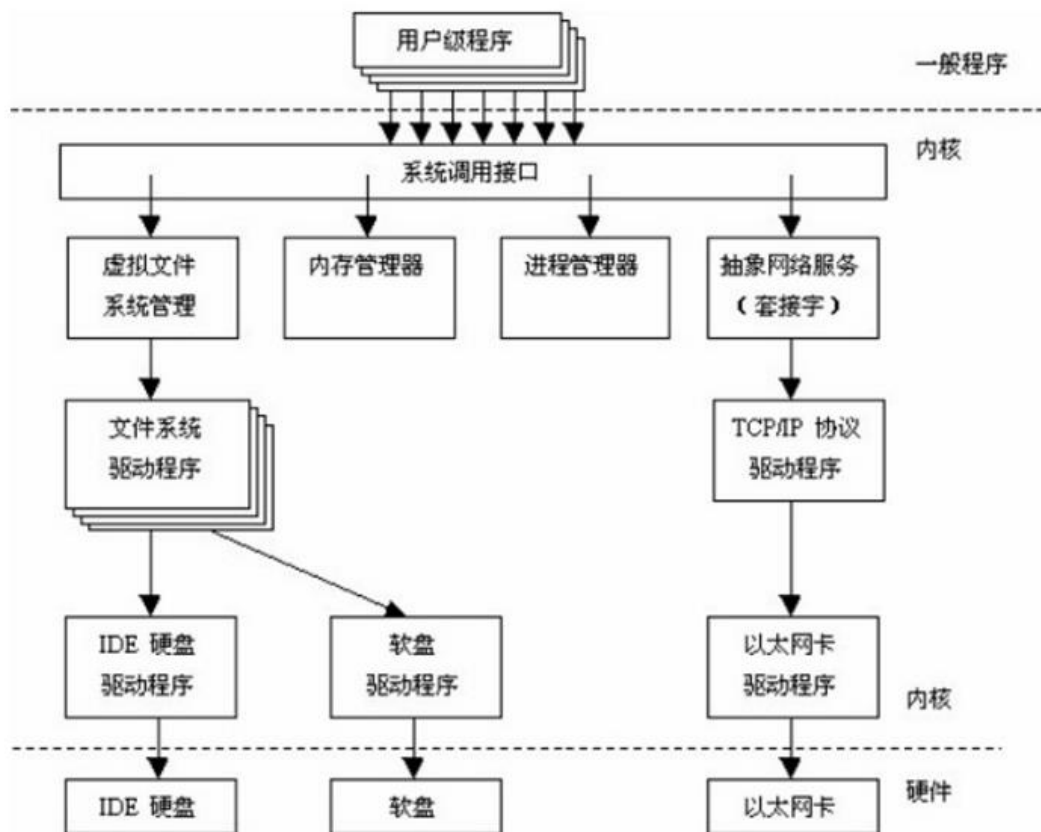 用户级程序
一般程序
内核
系统调用接口
虚拟文件
系统管理
内存管理器
进程管理器
抽象网络服务
（套接字）
文件系统
驱动程序
TCP/IP 协议
驱动程序
IDE 硬盘
驱动程序
软盘
驱动程序
以太网卡
驱动程序
内核
硬件
IDE 硬盘
软盘
以太网卡